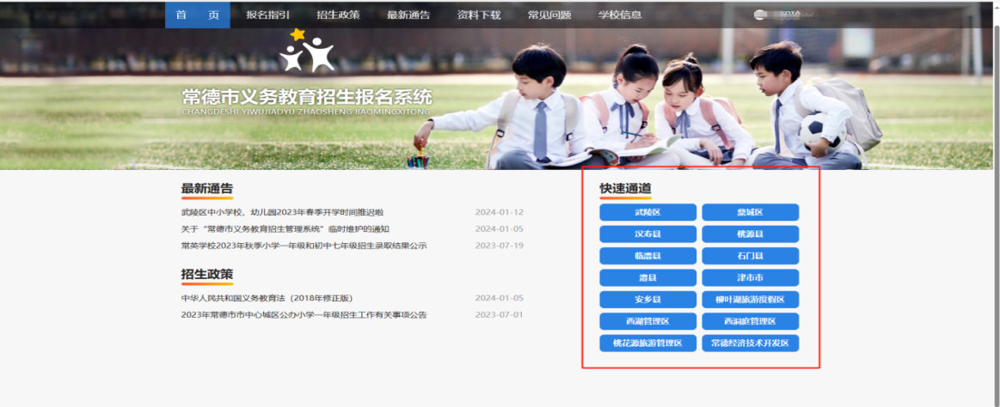 首 页 报名指引 招生政策 最新通告 资料下载 常见问题 学校信息
常德市义务教育招生报名系统
CHANGDESHI YIWUJIAOYU ZHAOSHENG BAOMINGXITONG
最新通告
武陵区中小学校、幼儿园2023年春季开学时间推迟啦 2024-01-12
关于“常德市义务教育招生管理系统”临时维护的通知 2024-01-05
常英学校2023年秋季小学一年级和初中七年级招生录取结果公示 2023-07-19
招生政策
中华人民共和国义务教育法（2018年修正版） 2024-01-05
2023年常德市市中心城区公办小学一年级招生工作有关事项公告 2023-07-01
快速通道
武陵区 鼎城区
汉寿县 桃源县
临澧县 石门县
澧县 津市市
安乡县 柳叶湖旅游度假区
西湖管理区 西洞庭管理区
桃花源旅游管理区 常德经济技术开发区